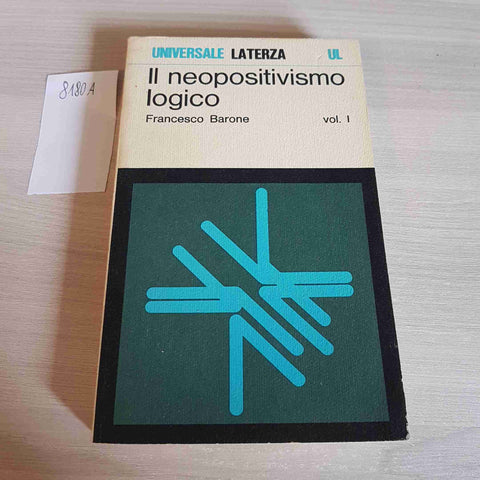 8180A
UNIVERSALE LATERZA UL
Il neopositivismo
logico
Francesco Barone vol. I